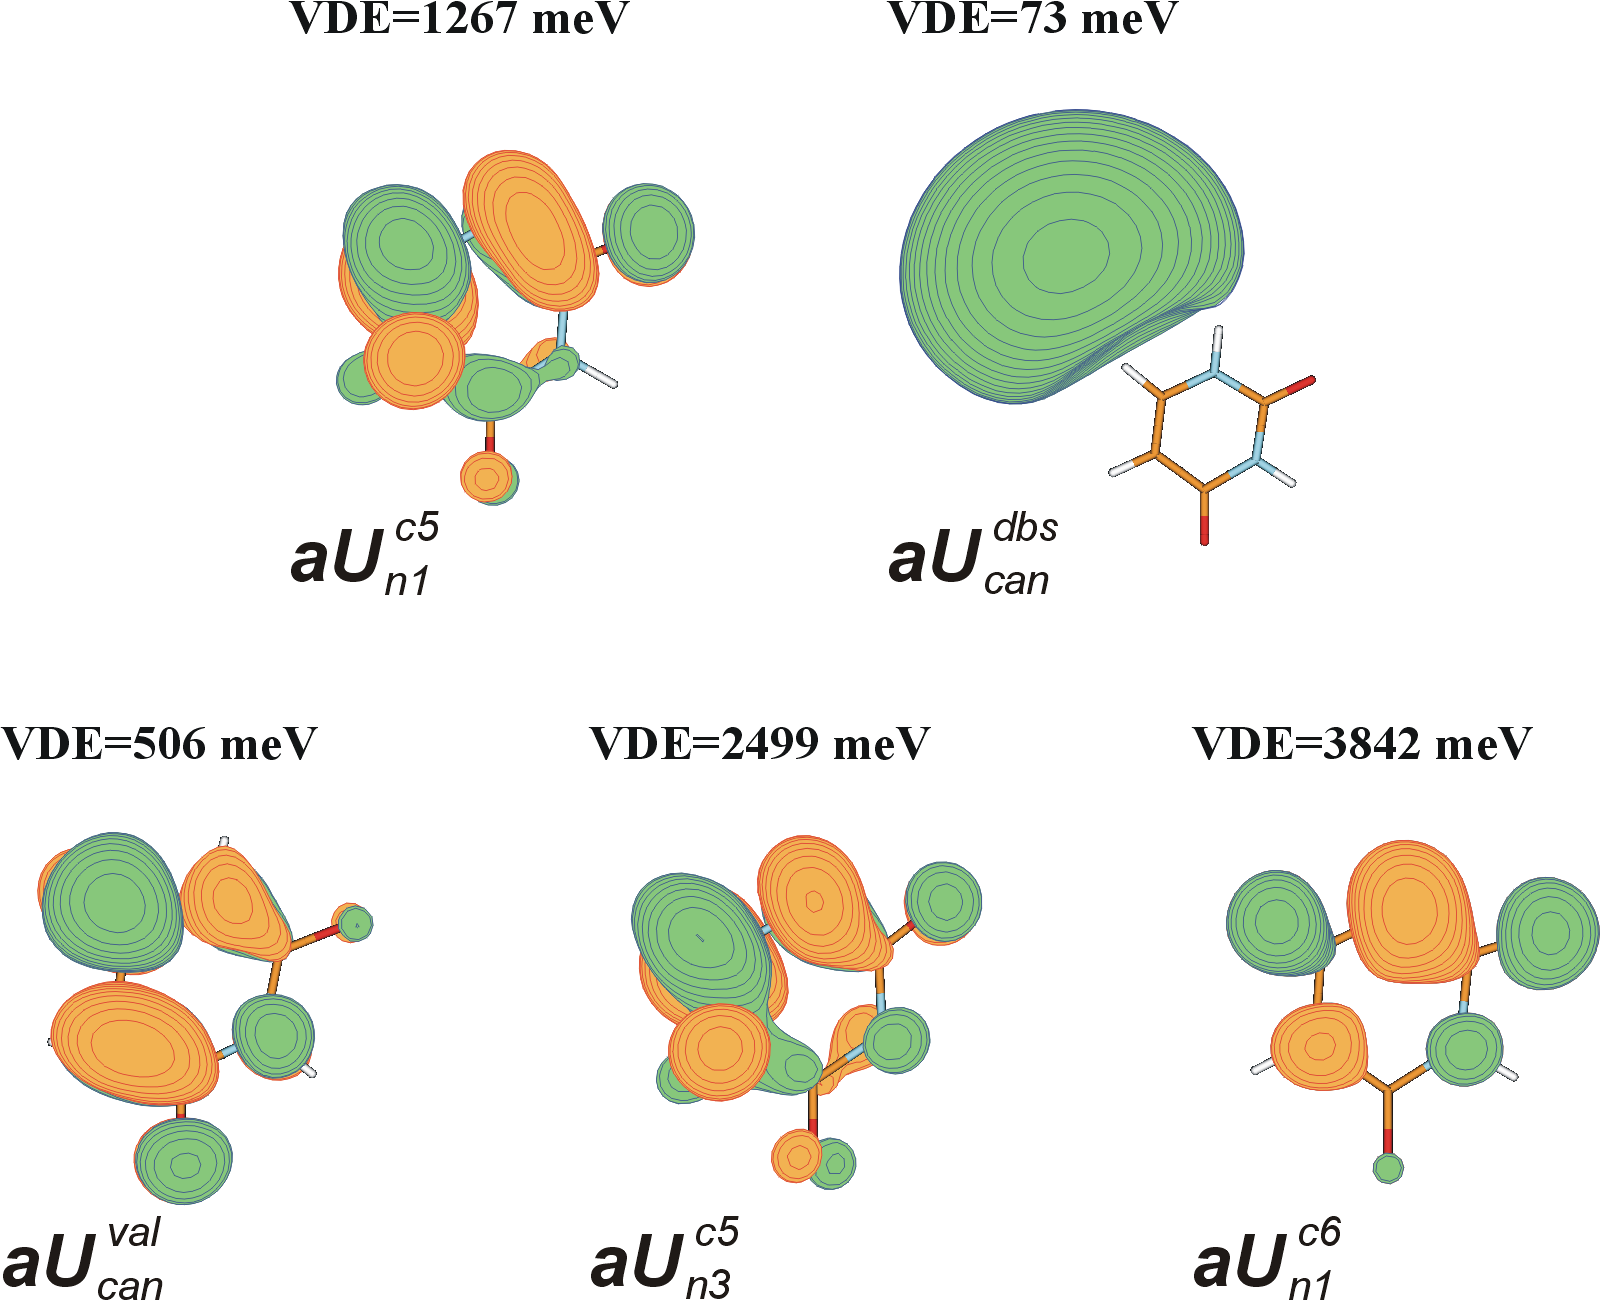 VDE=1267 meV
VDE=73 meV
aU c5 n1
aU dbs can
VDE=506 meV
VDE=2499 meV
VDE=3842 meV
aU val can
aU c5 n3
aU c6 n1